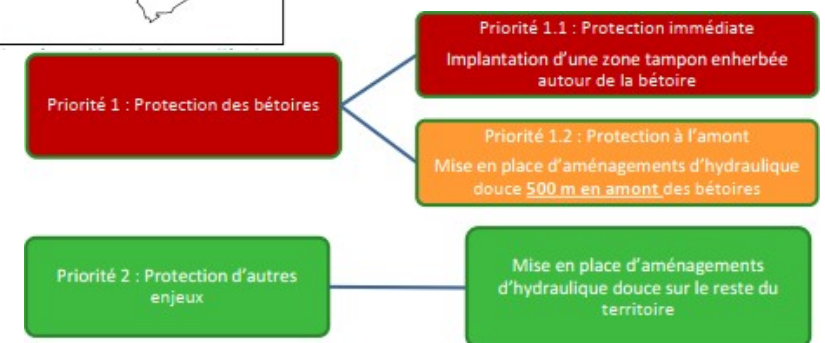 Priorité 1.1 : Protection immédiate
Implantation d'une zone tampon enherbée
autour de la bétoire
Priorité 1 : Protection des bétoires
Priorité 1.2 : Protection à l'amont
Mise en place d'aménagements d'hydraulique
douce 500 m en amont des bétoires
Priorité 2 : Protection d'autres
enjeux
Mise en place d'aménagements
d'hydraulique douce sur le reste du
territoire